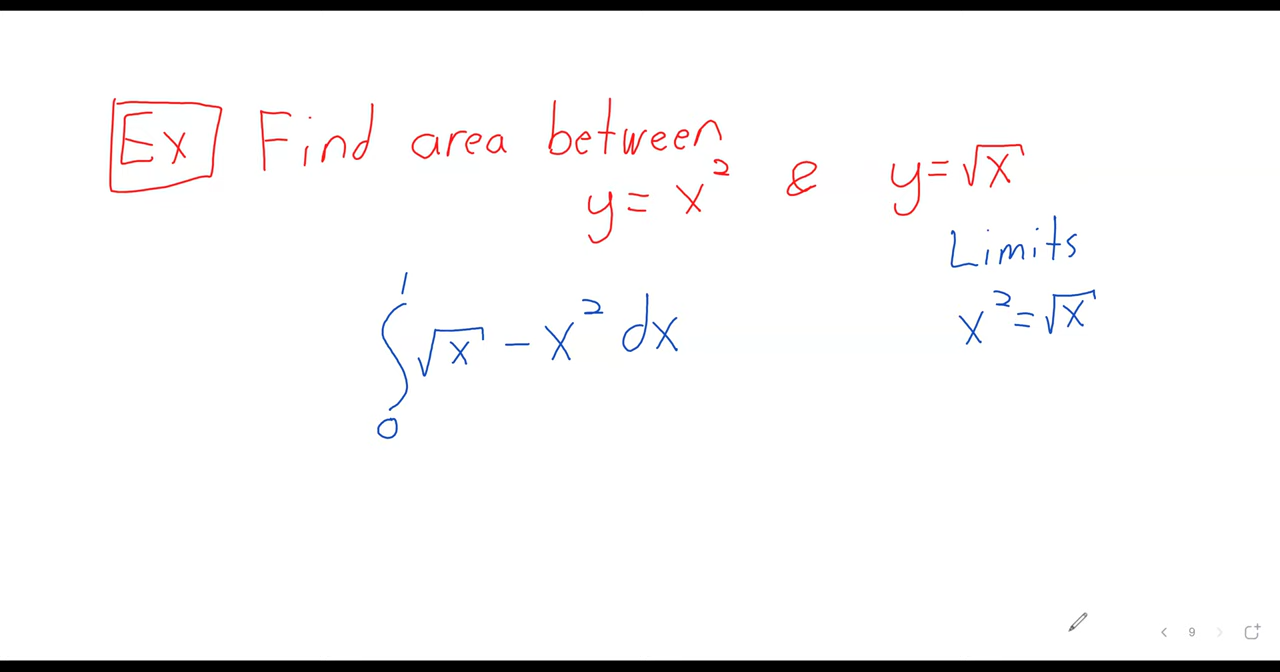 Ex Find area between
y = x² & y = √x
Limits
x² = √x
∫₀¹ √x − x² dx
9